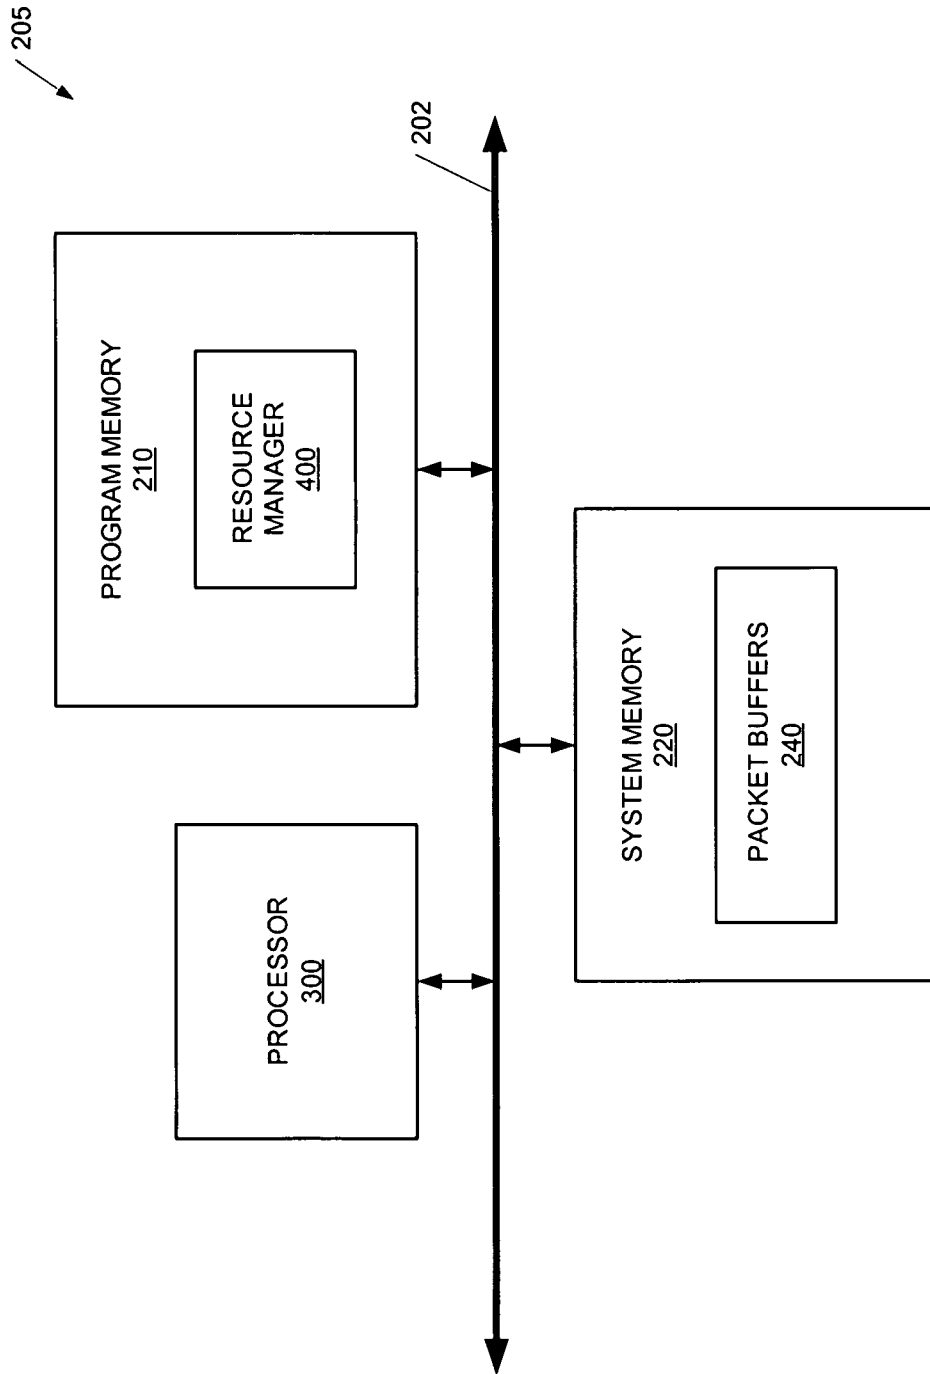 205
202
PROCESSOR
300
PROGRAM MEMORY
210
RESOURCE
MANAGER
400
SYSTEM MEMORY
220
PACKET BUFFERS
240